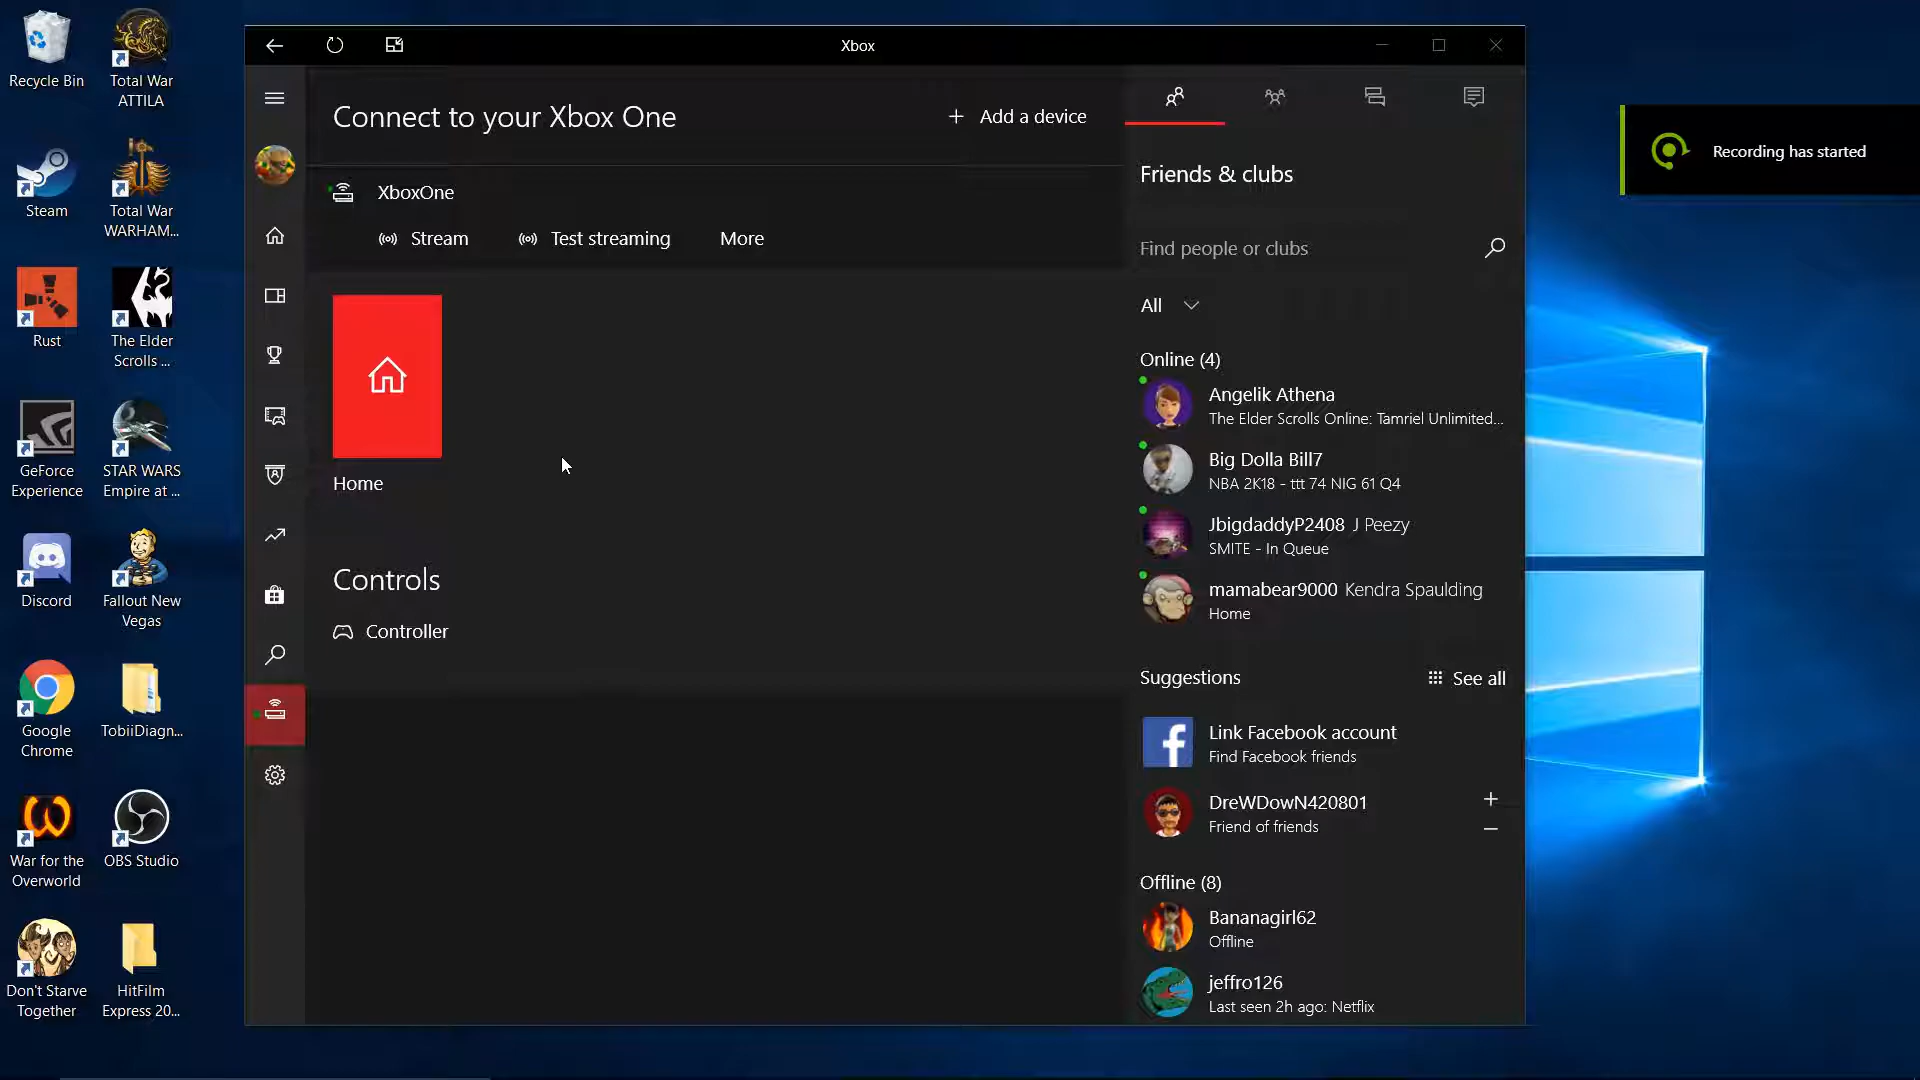 Recycle Bin
Total War
ATTILA
Steam
Total War
WARHAM...
Rust
The Elder
Scrolls ...
GeForce
Experience
STAR WARS
Empire at ...
Discord
Fallout New
Vegas
Google
Chrome
TobiiDiagn...
War for the
Overworld
OBS Studio
Don't Starve
Together
HitFilm
Express 20...
Xbox
Connect to your Xbox One
+ Add a device
XboxOne
Stream
Test streaming
More
Home
Controls
Controller
Friends & clubs
Find people or clubs
All
Online (4)
Angelik Athena
The Elder Scrolls Online: Tamriel Unlimited...
Big Dolla Bill7
NBA 2K18 - ttt 74 NIG 61 Q4
JbigdaddyP2408 J Peezy
SMITE - In Queue
mamabear9000 Kendra Spaulding
Home
Suggestions
See all
Link Facebook account
Find Facebook friends
DreWDowN420801
Friend of friends
Offline (8)
Bananagirl62
Offline
jeffro126
Last seen 2h ago: Netflix
Recording has started